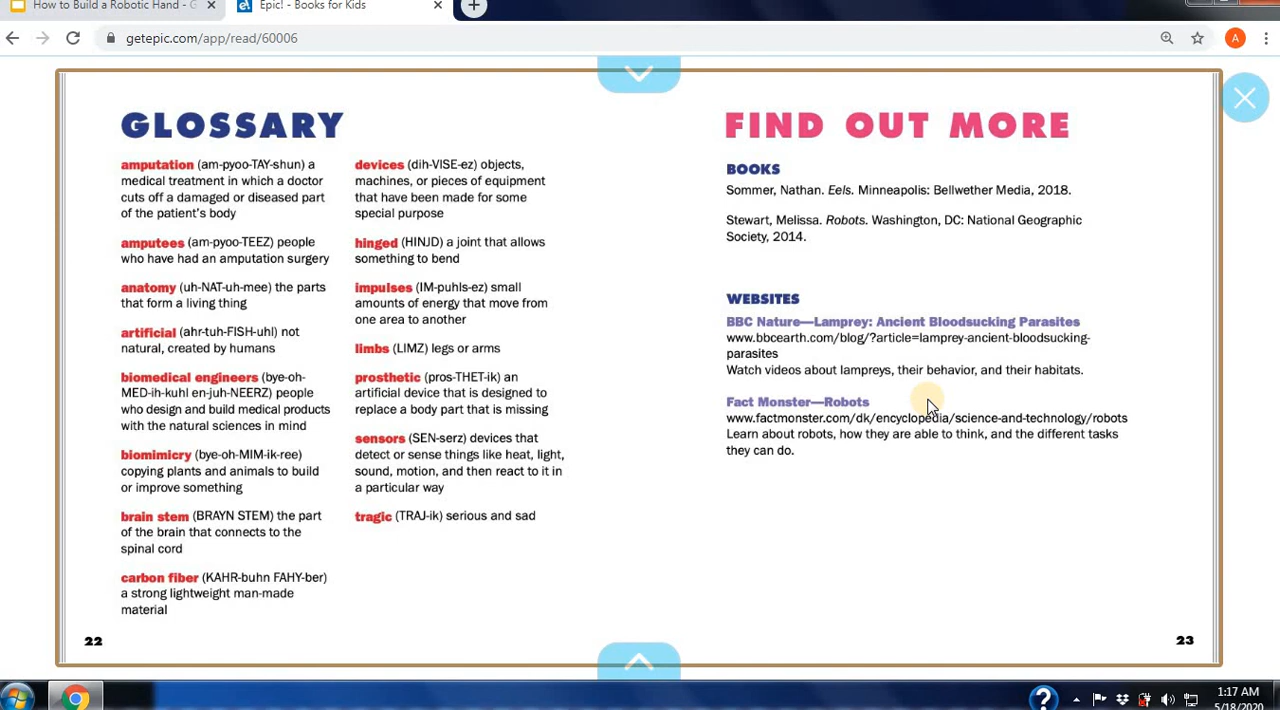 How to Build a Robotic Hand - G
Epic! - Books for Kids
getepic.com/app/read/60006
A
GLOSSARY
amputation (am-pyoo-TAY-shun) a
medical treatment in which a doctor
cuts off a damaged or diseased part
of the patient's body
amputees (am-pyoo-TEEZ) people
who have had an amputation surgery
anatomy (uh-NAT-uh-mee) the parts
that form a living thing
artificial (ahr-tuh-FISH-uhl) not
natural, created by humans
biomedical engineers (bye-oh-
MED-ih-kuhl en-juh-NEERZ) people
who design and build medical products
with the natural sciences in mind
biomimicry (bye-oh-MIM-ik-ree)
copying plants and animals to build
or improve something
brain stem (BRAYN STEM) the part
of the brain that connects to the
spinal cord
carbon fiber (KAHR-buhn FAHY-ber)
a strong lightweight man-made
material
22
devices (dih-VISE-ez) objects,
machines, or pieces of equipment
that have been made for some
special purpose
hinged (HINJD) a joint that allows
something to bend
impulses (IM-puhls-ez) small
amounts of energy that move from
one area to another
limbs (LIMZ) legs or arms
prosthetic (pros-THET-ik) an
artificial device that is designed to
replace a body part that is missing
sensors (SEN-serz) devices that
detect or sense things like heat, light,
sound, motion, and then react to it in
a particular way
tragic (TRAJ-ik) serious and sad
FIND OUT MORE
BOOKS
Sommer, Nathan. Eels. Minneapolis: Bellwether Media, 2018.
Stewart, Melissa. Robots. Washington, DC: National Geographic
Society, 2014.
WEBSITES
BBC Nature—Lamprey: Ancient Bloodsucking Parasites
www.bbcearth.com/blog/?article=lamprey-ancient-bloodsucking-
parasites
Watch videos about lampreys, their behavior, and their habitats.
Fact Monster—Robots
www.factmonster.com/dk/encyclopedia/science-and-technology/robots
Learn about robots, how they are able to think, and the different tasks
they can do.
23
?
1:17 AM
5/18/2020